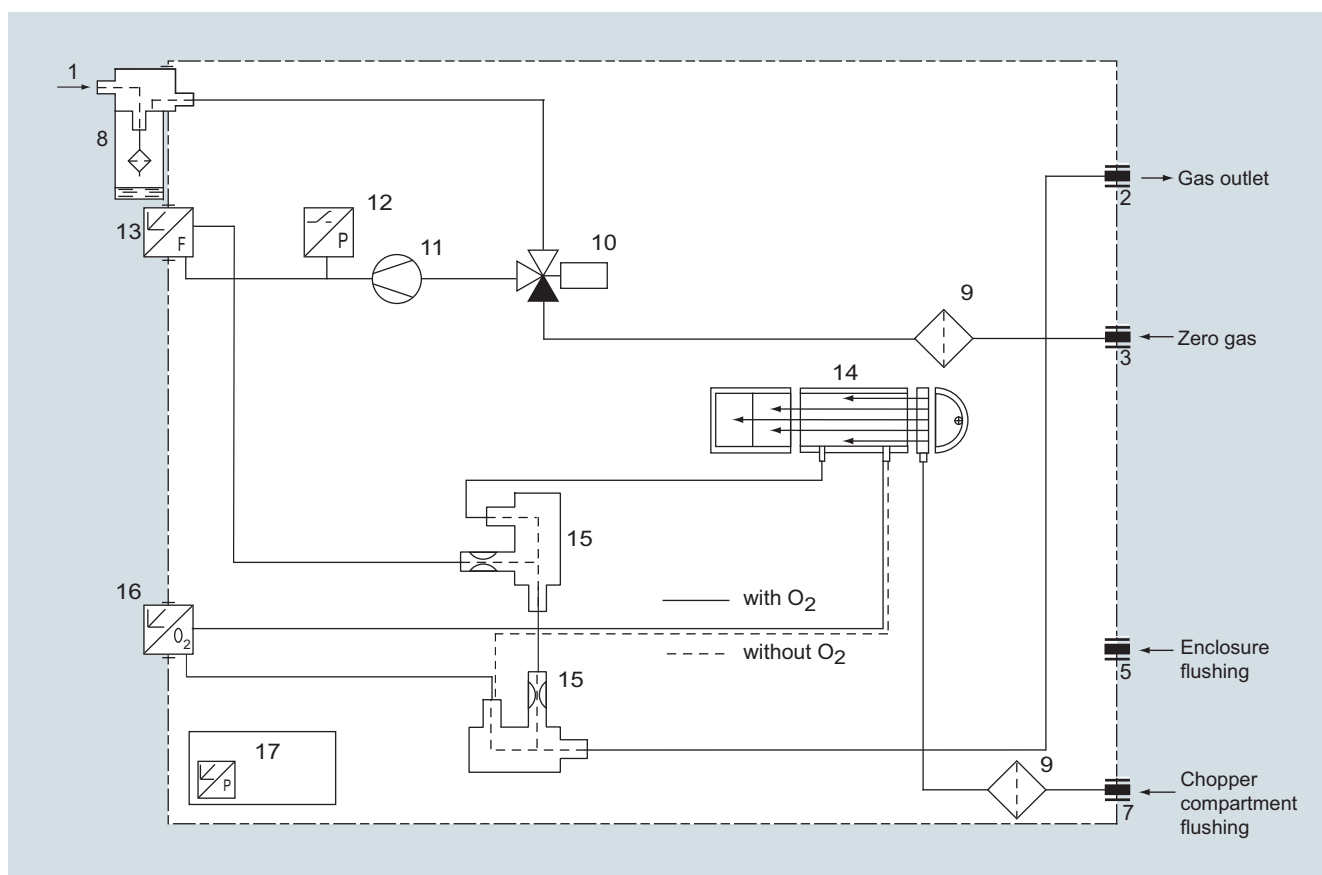 1
8
13
F
12
P
11
10
2
Gas outlet
9
3
Zero gas
14
15
16
O2
with O2
without O2
15
5
Enclosure
flushing
17
P
9
7
Chopper
compartment
flushing